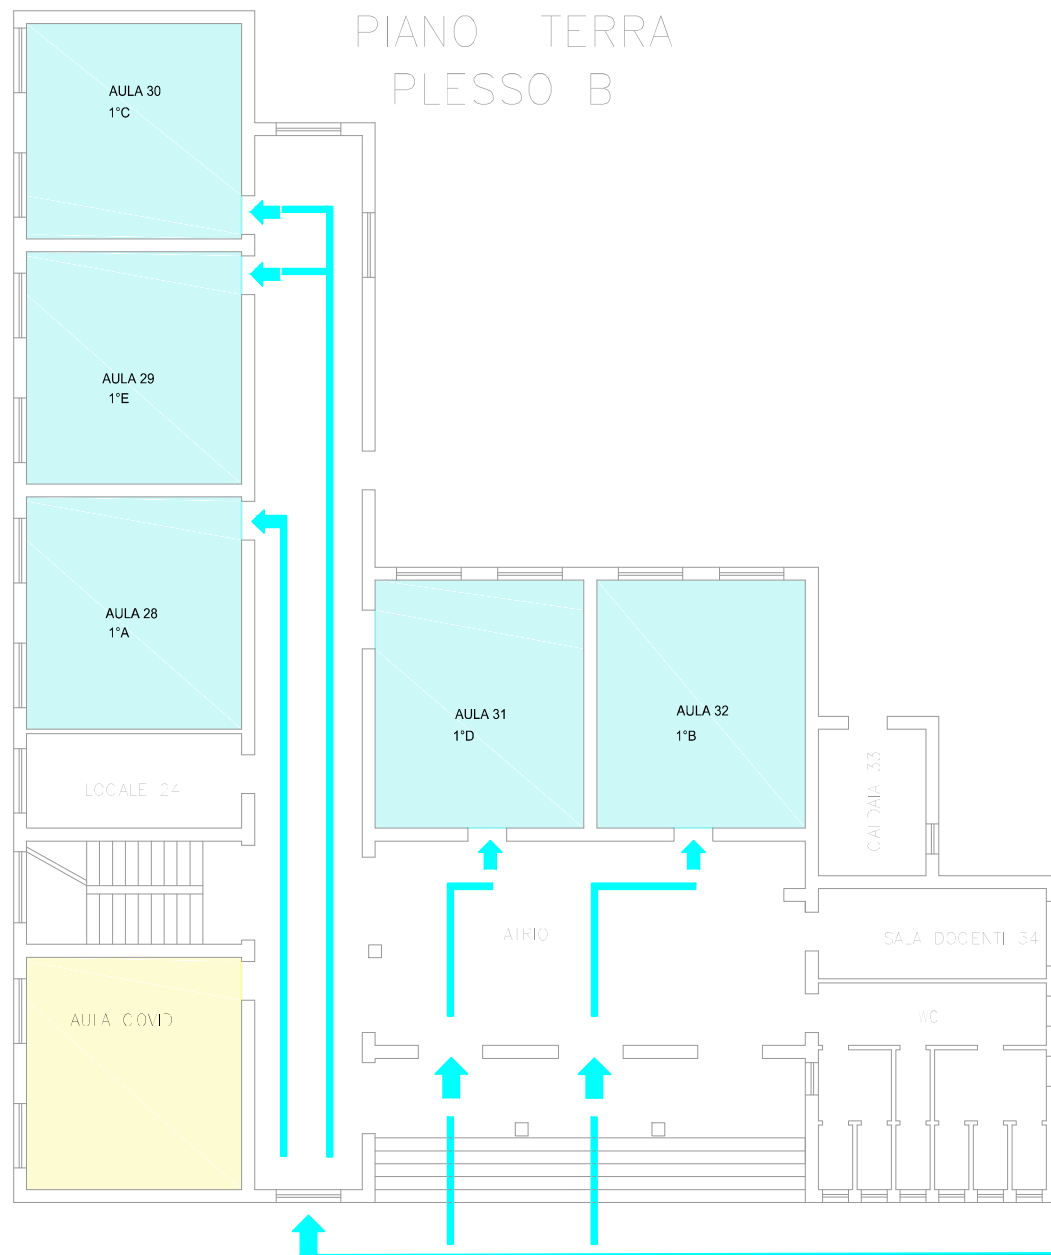 PIANO TERRA
PLESSO B
AULA 30
1°C
AULA 29
1°E
AULA 28
1°A
AULA 31
1°D
AULA 32
1°B
LOCALE 24
CALDAIA 33
ATRIO
SALA DOCENTI 34
AULA COVID
WC